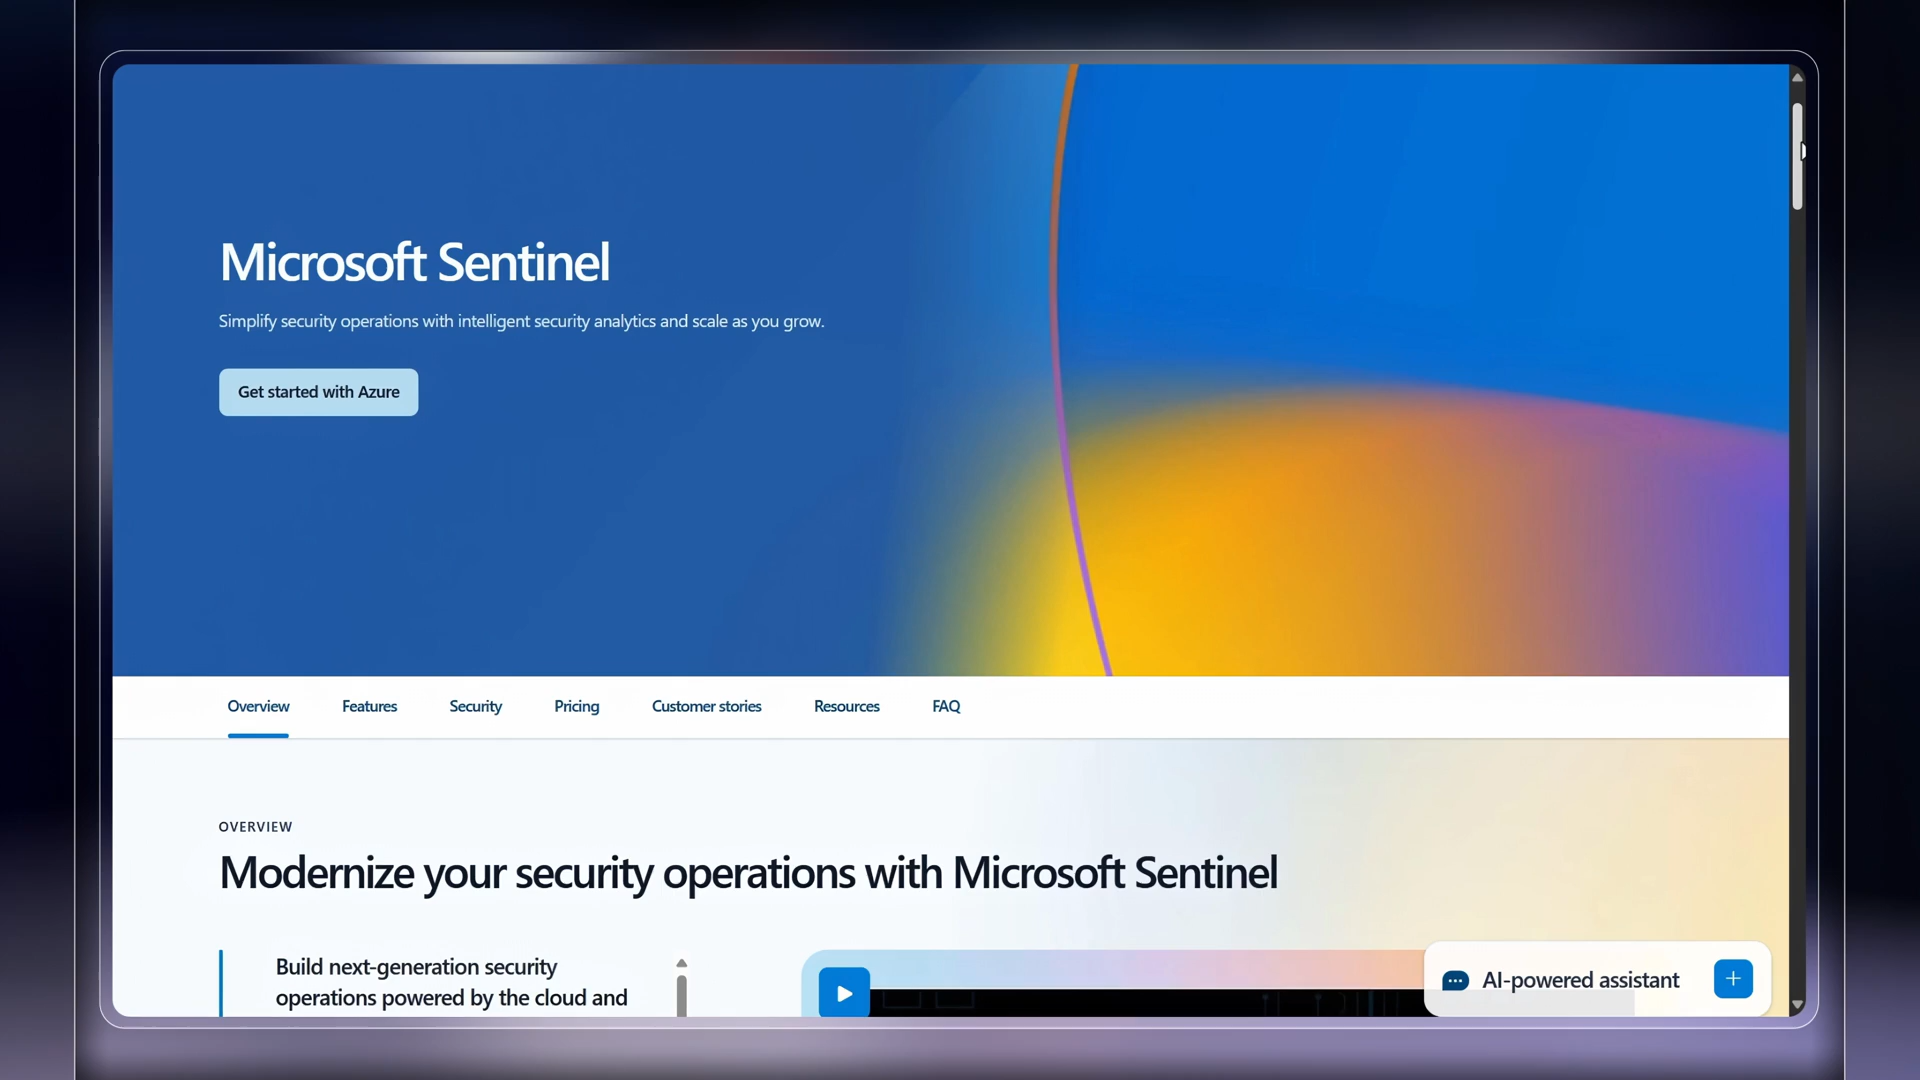 Microsoft Sentinel
Simplify security operations with intelligent security analytics and scale as you grow.
Get started with Azure
Overview Features Security Pricing Customer stories Resources FAQ
OVERVIEW
Modernize your security operations with Microsoft Sentinel
Build next-generation security
operations powered by the cloud and
AI-powered assistant